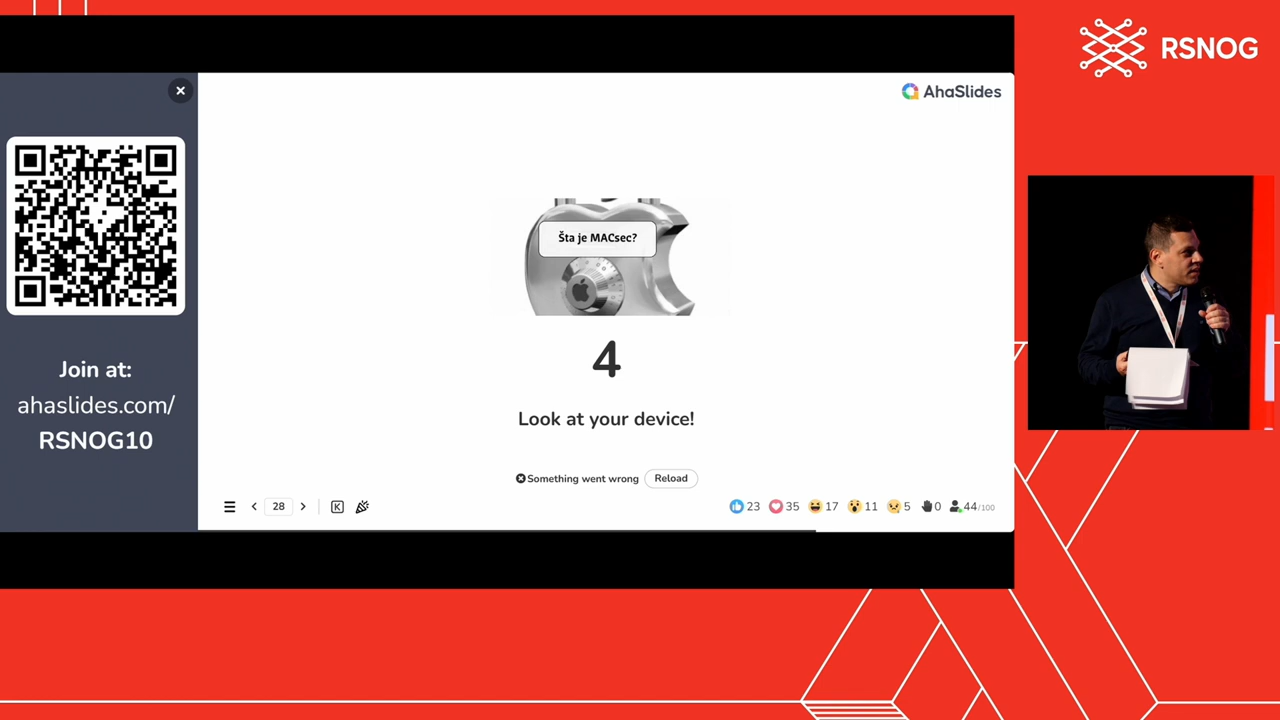 RSNOG
AhaSlides
Šta je MACsec?
4
Look at your device!
Something went wrong
Reload
Join at:
ahaslides.com/
RSNOG10
28
K
23
35
17
11
5
0
44/100